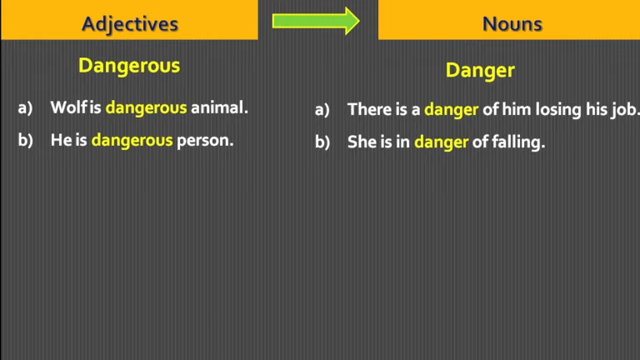 Adjectives
Nouns
Dangerous
a) Wolf is dangerous animal.
b) He is dangerous person.
Danger
a) There is a danger of him losing his job.
b) She is in danger of falling.